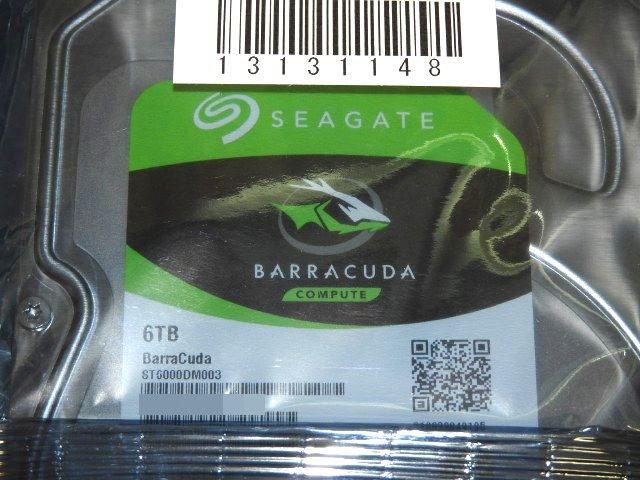 13131148
SEAGATE
BARRACUDA
COMPUTE
6TB
BarraCuda
ST6000DM003